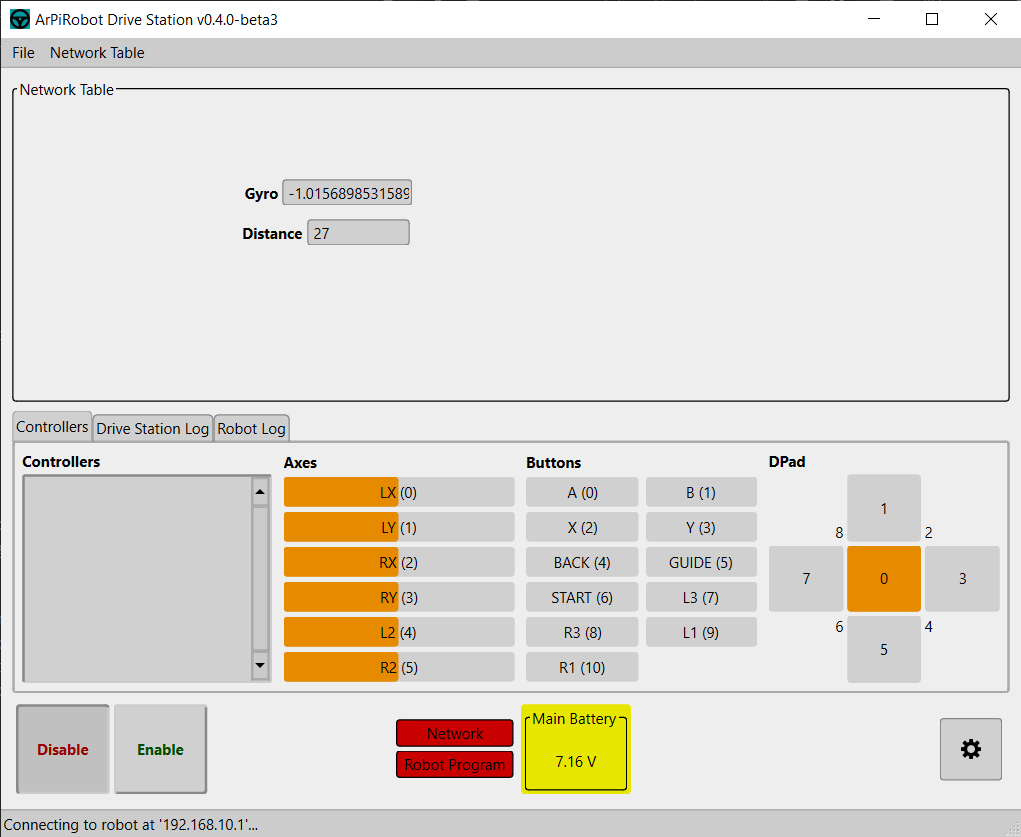 ArPiRobot Drive Station v0.4.0-beta3
File Network Table
Network Table
Gyro -1.0156898531589
Distance 27
Controllers Drive Station Log Robot Log
Controllers
Axes
LX (0)
LY (1)
RX (2)
RY (3)
L2 (4)
R2 (5)
Buttons
A (0) B (1)
X (2) Y (3)
BACK (4) GUIDE (5)
START (6) L3 (7)
R3 (8) L1 (9)
R1 (10)
DPad
1
8 2
7 0 3
6 4
5
Disable Enable
Network
Robot Program
Main Battery
7.16 V
Connecting to robot at '192.168.10.1'...